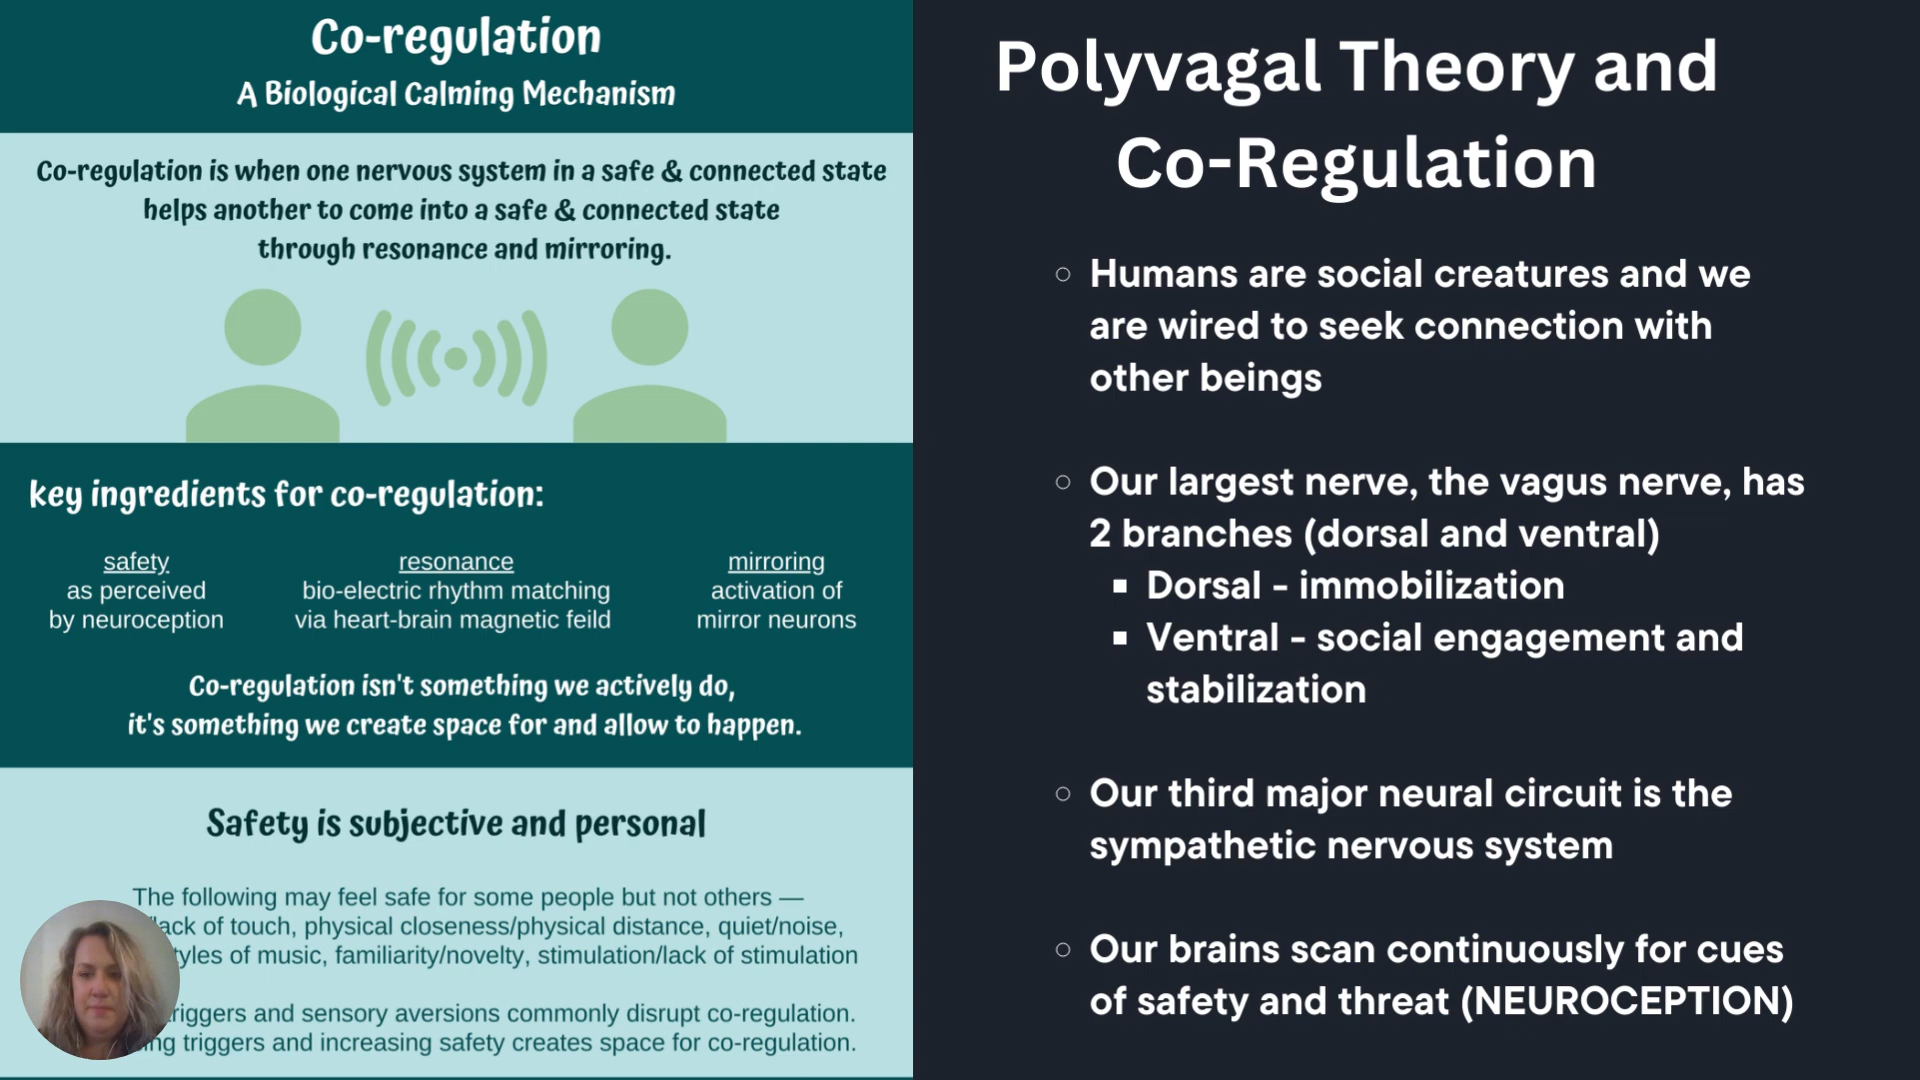 Co-regulation
A Biological Calming Mechanism
Co-regulation is when one nervous system in a safe & connected state
helps another to come into a safe & connected state
through resonance and mirroring.
key ingredients for co-regulation:
safety
as perceived
by neuroception
resonance
bio-electric rhythm matching
via heart-brain magnetic feild
mirroring
activation of
mirror neurons
Co-regulation isn't something we actively do,
it's something we create space for and allow to happen.
Safety is subjective and personal
The following may feel safe for some people but not others —
of touch, physical closeness/physical distance, quiet/noise,
of music, familiarity/novelty, stimulation/lack of stimulation
and sensory aversions commonly disrupt co-regulation.
triggers and increasing safety creates space for co-regulation.
Polyvagal Theory and
Co-Regulation
Humans are social creatures and we
are wired to seek connection with
other beings
Our largest nerve, the vagus nerve, has
2 branches (dorsal and ventral)
Dorsal - immobilization
Ventral - social engagement and
stabilization
Our third major neural circuit is the
sympathetic nervous system
Our brains scan continuously for cues
of safety and threat (NEUROCEPTION)